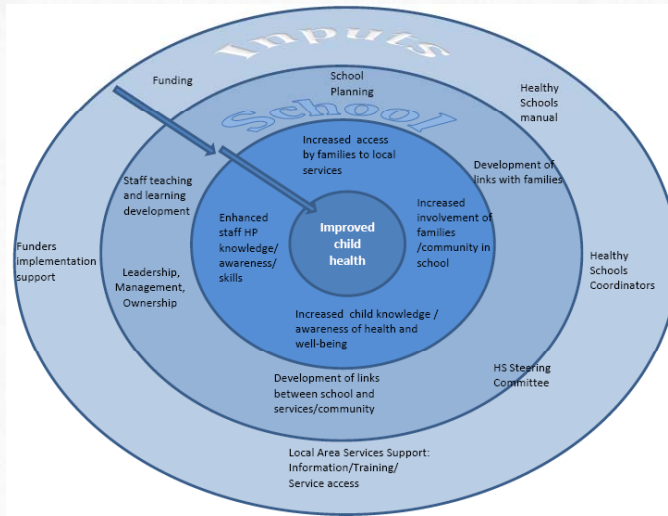 Inputs
Funding
School
Planning
Healthy
Schools
manual
School
Increased access
by families to local
services
Development of
links with families
Staff teaching
and learning
development
Enhanced
staff HP
knowledge/
awareness/
skills
Improved
child
health
Increased
involvement of
families
/community in
school
Funders
implementation
support
Leadership,
Management,
Ownership
Healthy
Schools
Coordinators
Increased child knowledge /
awareness of health and
well-being
Development of links
between school and
services/community
HS Steering
Committee
Local Area Services Support:
Information/Training/
Service access